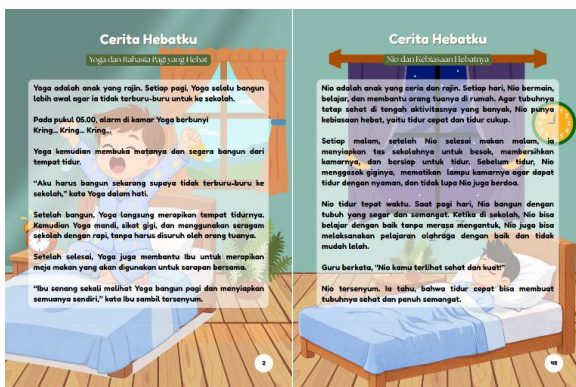 Cerita Hebatku
Yoga dan Rahasia Pagi yang Hebat
Yoga adalah anak yang rajin. Setiap pagi, Yoga selalu bangun
lebih awal agar ia tidak terburu-buru untuk ke sekolah.
Pada pukul 05.00, alarm di kamar Yoga berbunyi
Kring... Kring... Kring...
Yoga kemudian membuka matanya dan segera bangun dari
tempat tidur.
“Aku harus bangun sekarang supaya tidak terburu-buru ke
sekolah,” kata Yoga dalam hati.
Setelah bangun, Yoga langsung merapikan tempat tidurnya.
Kemudian Yoga mandi, sikat gigi, dan menggunakan seragam
sekolah dengan rapi, tanpa harus disuruh oleh orang tuanya.
Setelah selesai, Yoga juga membantu Ibu untuk merapikan
meja makan yang akan digunakan untuk sarapan bersama.
“Ibu senang sekali melihat Yoga bangun pagi dan menyiapkan
semuanya sendiri,” kata Ibu sambil tersenyum.
2
Cerita Hebatku
Nio dan Kebiasaan Hebatnya
Nio adalah anak yang ceria dan rajin. Setiap hari, Nio bermain,
belajar, dan membantu orang tuanya di rumah. Agar tubuhnya
tetap sehat di tengah aktivitasnya yang banyak, Nio punya
kebiasaan hebat, yaitu tidur cepat dan tidur cukup.
Setiap malam, setelah Nio selesai makan malam, ia
menyiapkan tas sekolahnya untuk besok, membersihkan
kamarnya, dan bersiap untuk tidur. Sebelum tidur, Nio
menggosok giginya, mematikan lampu kamarnya agar dapat
tidur dengan nyaman, dan tidak lupa Nio juga berdoa.
Nio tidur tepat waktu. Saat pagi hari, Nio bangun dengan
tubuh yang segar dan semangat. Ketika di sekolah, Nio bisa
belajar dengan baik tanpa merasa mengantuk, Nio juga bisa
melaksanakan pelajaran olahraga dengan baik dan tidak
mudah lelah.
Guru berkata, “Nio kamu terlihat sehat dan kuat!”
Nio tersenyum. Ia tahu, bahwa tidur cepat bisa membuat
tubuhnya sehat dan penuh semangat.
48